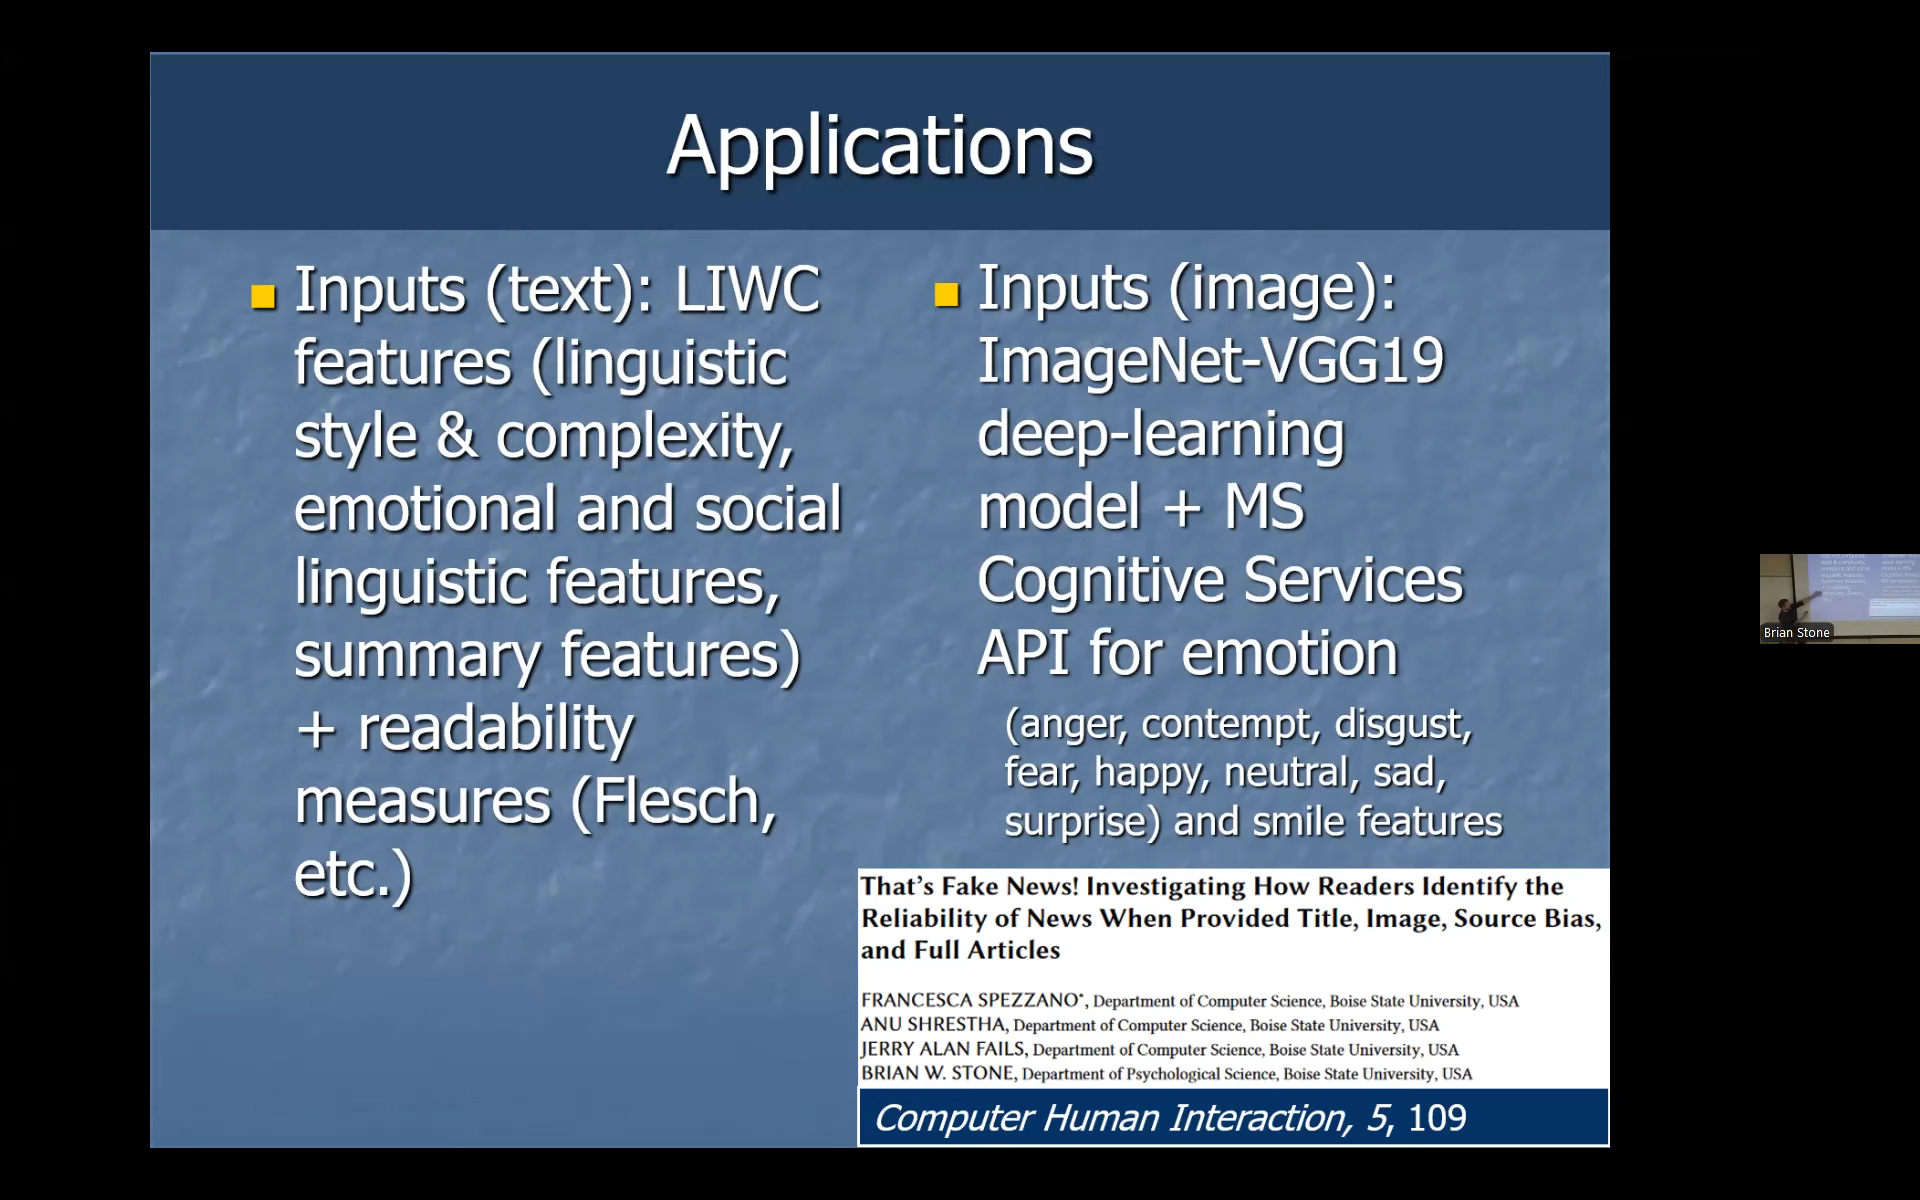 Applications
Inputs (text): LIWC
features (linguistic
style & complexity,
emotional and social
linguistic features,
summary features)
+ readability
measures (Flesch,
etc.)
Inputs (image):
ImageNet-VGG19
deep-learning
model + MS
Cognitive Services
API for emotion
(anger, contempt, disgust,
fear, happy, neutral, sad,
surprise) and smile features
That's Fake News! Investigating How Readers Identify the
Reliability of News When Provided Title, Image, Source Bias,
and Full Articles
FRANCESCA SPEZZANO*, Department of Computer Science, Boise State University, USA
ANU SHRESTHA, Department of Computer Science, Boise State University, USA
JERRY ALAN FAILS, Department of Computer Science, Boise State University, USA
BRIAN W. STONE, Department of Psychological Science, Boise State University, USA
Computer Human Interaction, 5, 109
Brian Stone